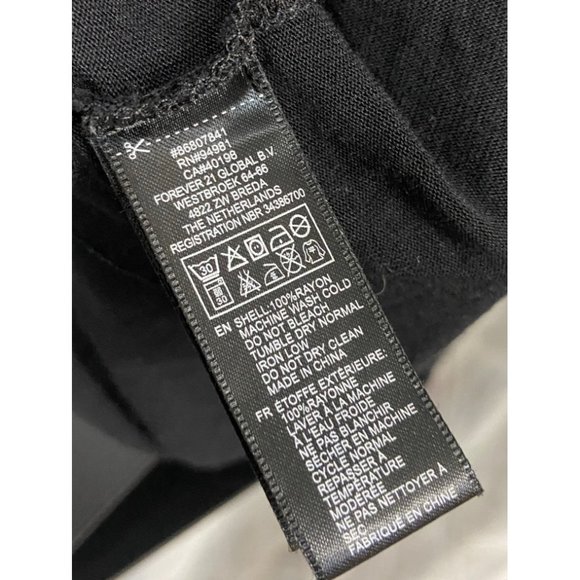 #85807841
RN#94981
CA#40198
FOREVER 21 GLOBAL B.V.
WESTBROEK 64-66
4822 ZW BREDA
THE NETHERLANDS
REGISTRATION NBR 34386700
30
30
EN SHELL:100%RAYON
MACHINE WASH COLD
DO NOT BLEACH
TUMBLE DRY NORMAL
IRON LOW
DO NOT DRY CLEAN
MADE IN CHINA
FR ÉTOFFE EXTÉRIEURE:
100%RAYONNE
LAVER À LA MACHINE
À L'EAU FROIDE
NE PAS BLANCHIR
SÉCHER EN MACHINE
CYCLE NORMAL
REPASSER À
TEMPÉRATURE
MODÉRÉE
NE PAS NETTOYER À
SEC
FABRIQUÉ EN CHINE